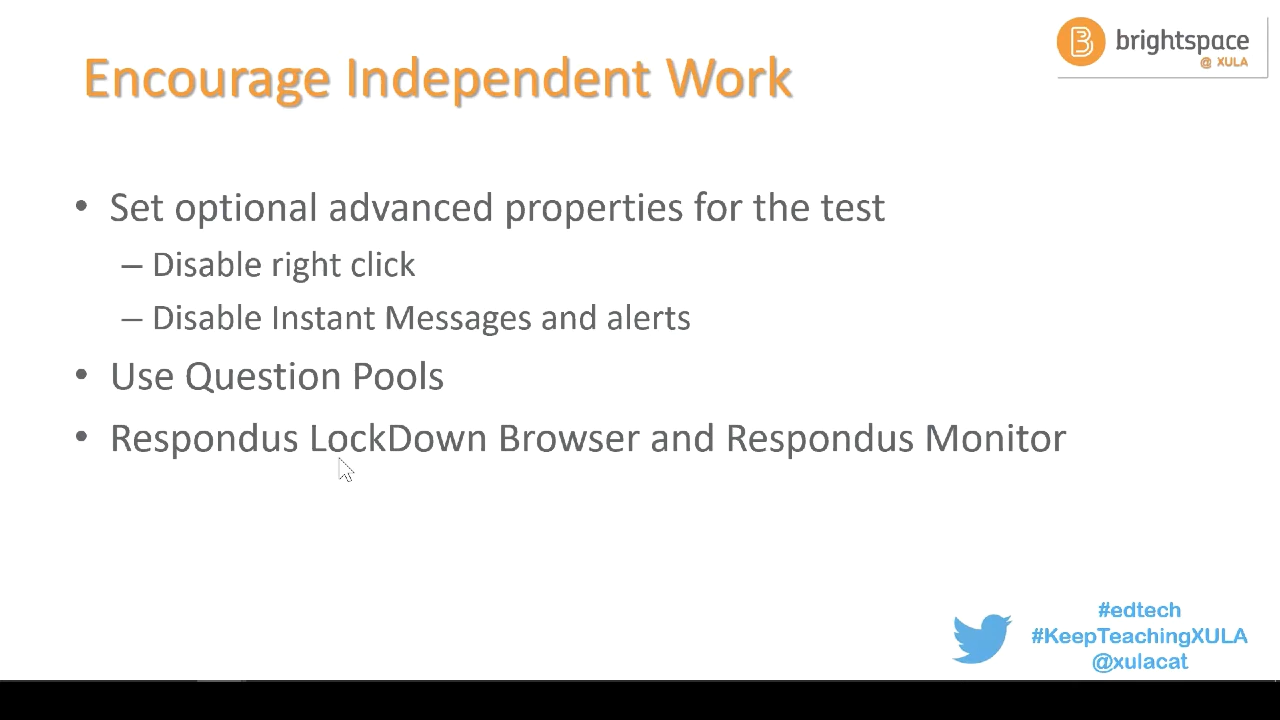 brightspace
@ XULA
Encourage Independent Work
• Set optional advanced properties for the test
– Disable right click
– Disable Instant Messages and alerts
• Use Question Pools
• Respondus LockDown Browser and Respondus Monitor
#edtech
#KeepTeachingXULA
@xulacat